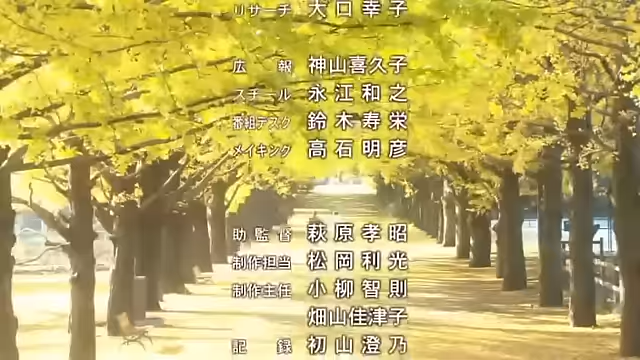 リサーチ 大口幸子
広報 神山喜久子
スチール 永江和之
番組デスク 鈴木寿栄
メイキング 高石明彦
助監督 萩原孝昭
制作担当 松岡利光
制作主任 小柳智則
畑山佳津子
記録 初山澄乃